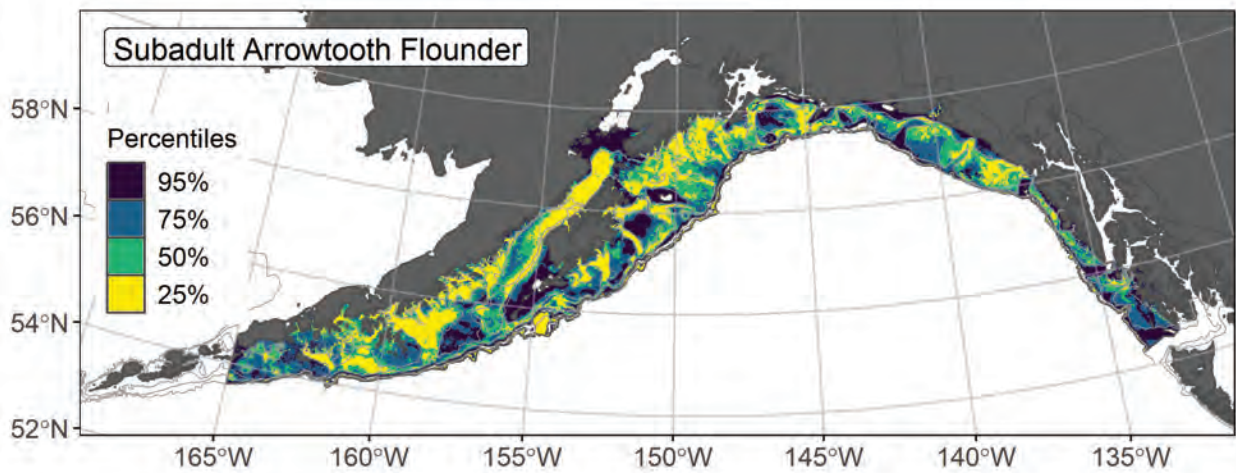 Subadult Arrowtooth Flounder
58°N
56°N
54°N
52°N
Percentiles
95%
75%
50%
25%
165°W 160°W 155°W 150°W 145°W 140°W 135°W